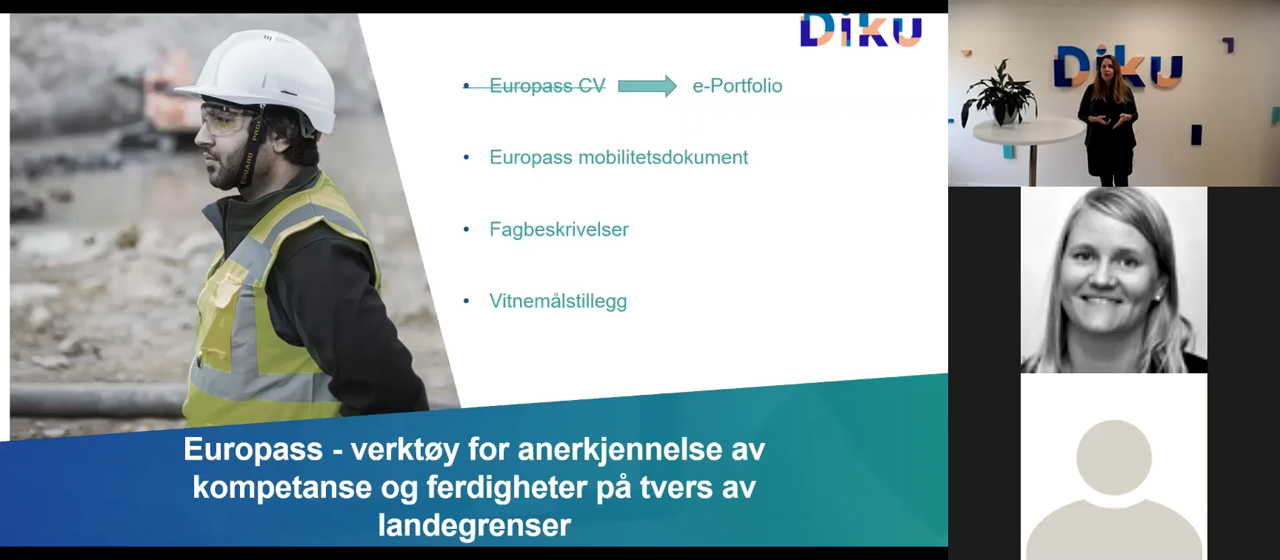 Diku
• Europass CV e-Portfolio
• Europass mobilitetsdokument
• Fagbeskrivelser
• Vitnemålstillegg
Europass - verktøy for anerkjennelse av
kompetanse og ferdigheter på tvers av
landegrenser
Diku